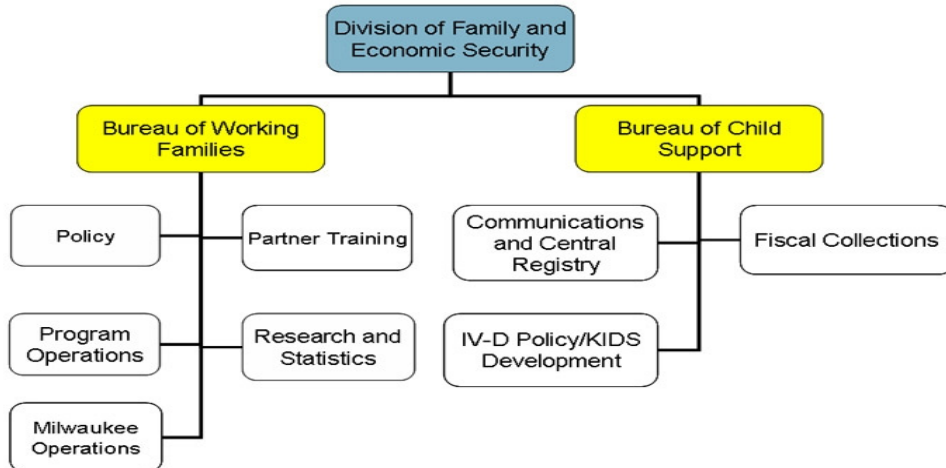 Division of Family and
Economic Security
Bureau of Working
Families
Bureau of Child
Support
Policy
Partner Training
Communications
and Central
Registry
Fiscal Collections
Program
Operations
Research and
Statistics
IV-D Policy/KIDS
Development
Milwaukee
Operations